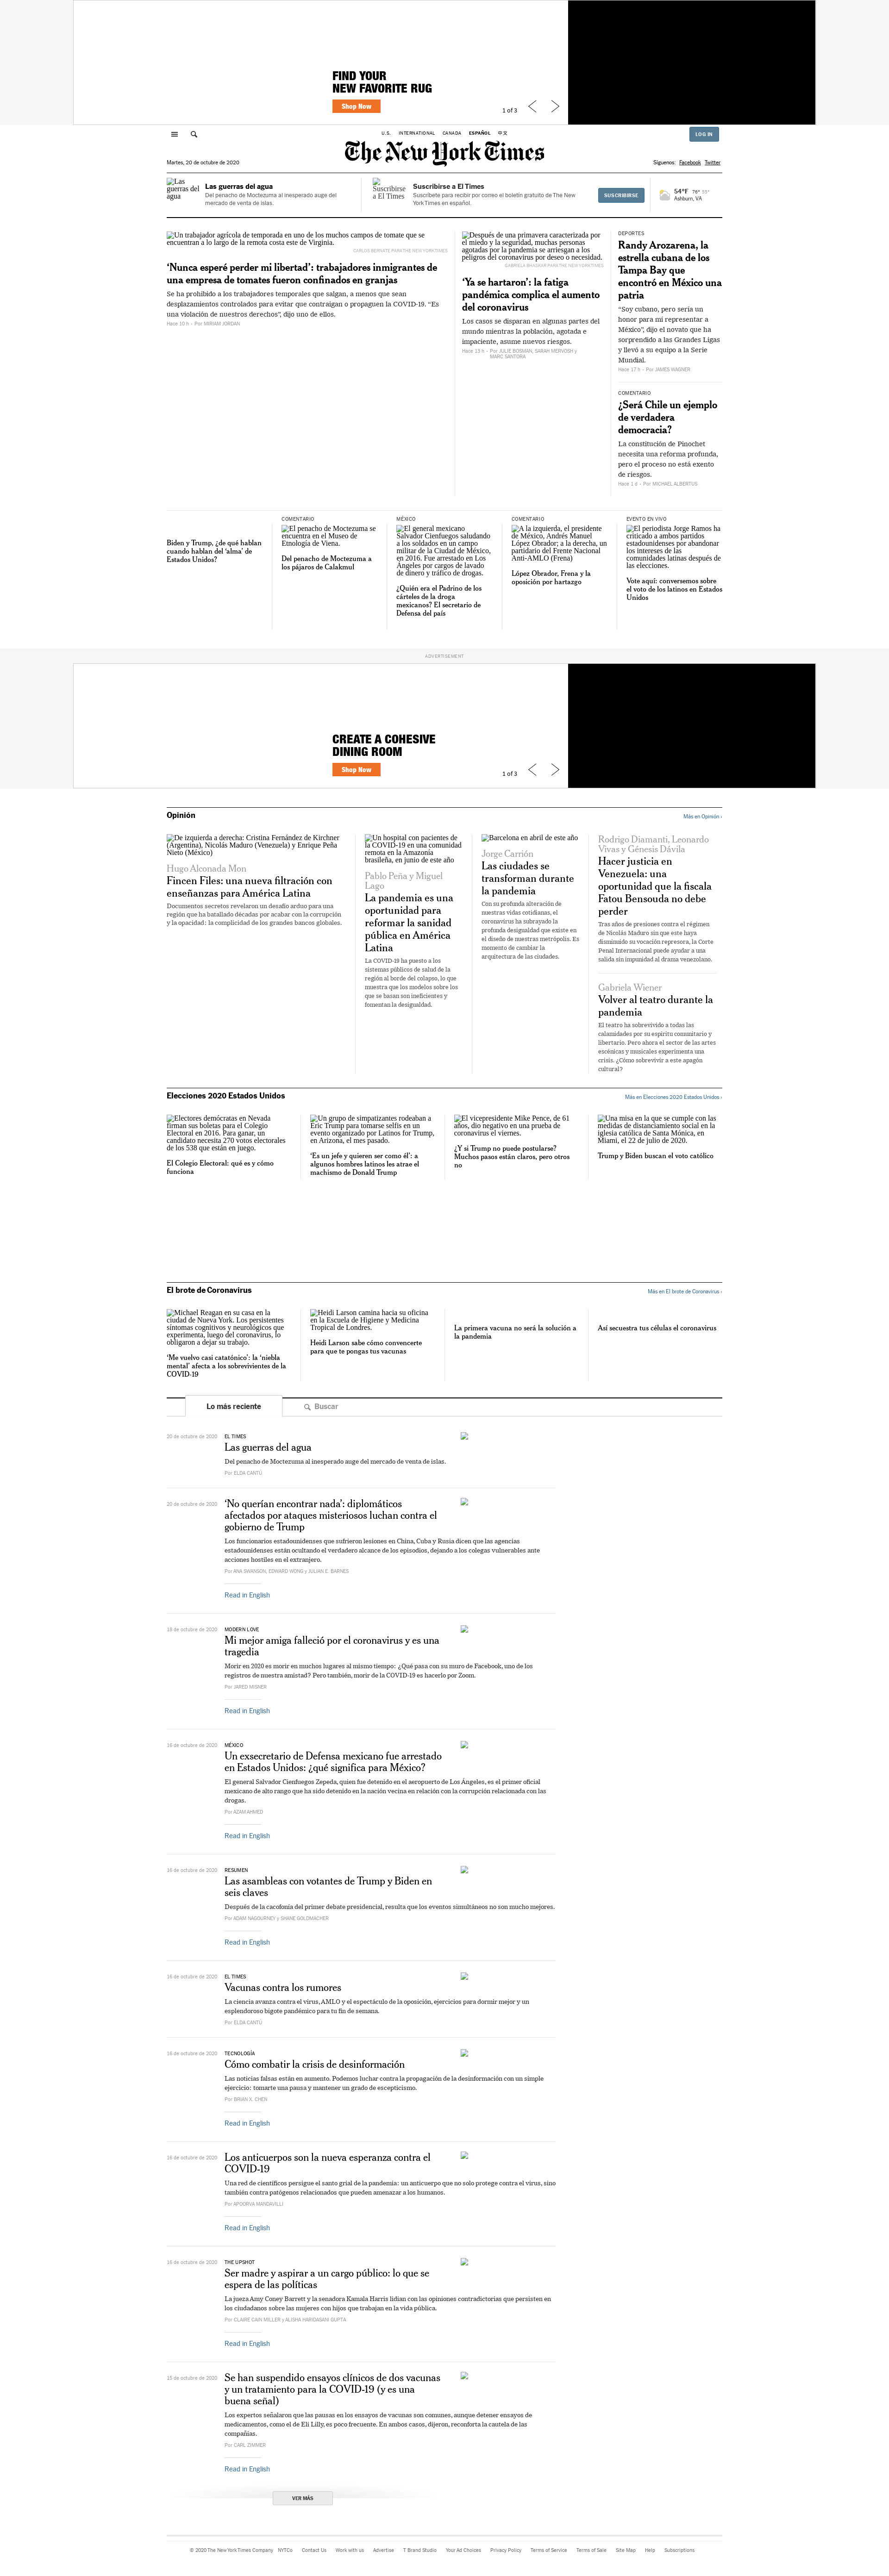 FIND YOUR
NEW FAVORITE RUG
Shop Now
1 of 3
U.S. INTERNATIONAL CANADA ESPAÑOL 中文
LOG IN
The New York Times
Martes, 20 de octubre de 2020
Síguenos: Facebook Twitter
Las guerras del agua
Las guerras del agua
Del penacho de Moctezuma al inesperado auge del mercado de venta de islas.
Suscribirse a El Times
Suscribirse a El Times
Suscríbete para recibir por correo el boletín gratuito de The New York Times en español.
SUSCRIBIRSE
54°F 76° 55°
Ashburn, VA
Un trabajador agrícola de temporada en uno de los muchos campos de tomate que se encuentran a lo largo de la remota costa este de Virginia.
CARLOS BERNATE PARA THE NEW YORK TIMES
‘Nunca esperé perder mi libertad’: trabajadores inmigrantes de una empresa de tomates fueron confinados en granjas
Se ha prohibido a los trabajadores temporales que salgan, a menos que sean desplazamientos controlados para evitar que contraigan o propaguen la COVID-19. “Es una violación de nuestros derechos”, dijo uno de ellos.
Hace 10 h - Por MIRIAM JORDAN
Después de una primavera caracterizada por el miedo y la seguridad, muchas personas agotadas por la pandemia se arriesgan a los peligros del coronavirus por deseo o necesidad.
GABRIELA BHASKAR PARA THE NEW YORK TIMES
‘Ya se hartaron’: la fatiga pandémica complica el aumento del coronavirus
Los casos se disparan en algunas partes del mundo mientras la población, agotada e impaciente, asume nuevos riesgos.
Hace 13 h - Por JULIE BOSMAN, SARAH MERVOSH y MARC SANTORA
DEPORTES
Randy Arozarena, la estrella cubana de los Tampa Bay que encontró en México una patria
“Soy cubano, pero sería un honor para mí representar a México”, dijo el novato que ha sorprendido a las Grandes Ligas y llevó a su equipo a la Serie Mundial.
Hace 17 h - Por JAMES WAGNER
COMENTARIO
¿Será Chile un ejemplo de verdadera democracia?
La constitución de Pinochet necesita una reforma profunda, pero el proceso no está exento de riesgos.
Hace 1 d - Por MICHAEL ALBERTUS
Biden y Trump, ¿de qué hablan cuando hablan del ‘alma’ de Estados Unidos?
COMENTARIO
El penacho de Moctezuma se encuentra en el Museo de Etnología de Viena.
Del penacho de Moctezuma a los pájaros de Calakmul
MÉXICO
El general mexicano Salvador Cienfuegos saludando a los soldados en un campo militar de la Ciudad de México, en 2016. Fue arrestado en Los Ángeles por cargos de lavado de dinero y tráfico de drogas.
¿Quién era el Padrino de los cárteles de la droga mexicanos? El secretario de Defensa del país
COMENTARIO
A la izquierda, el presidente de México, Andrés Manuel López Obrador; a la derecha, un partidario del Frente Nacional Anti-AMLO (Frena)
López Obrador, Frena y la oposición por hartazgo
EVENTO EN VIVO
El periodista Jorge Ramos ha criticado a ambos partidos estadounidenses por abandonar los intereses de las comunidades latinas después de las elecciones.
Vote aquí: conversemos sobre el voto de los latinos en Estados Unidos
ADVERTISEMENT
CREATE A COHESIVE
DINING ROOM
Shop Now
1 of 3
Opinión
Más en Opinión ›
De izquierda a derecha: Cristina Fernández de Kirchner (Argentina), Nicolás Maduro (Venezuela) y Enrique Peña Nieto (México)
Hugo Alconada Mon
Fincen Files: una nueva filtración con enseñanzas para América Latina
Documentos secretos revelaron un desafío arduo para una región que ha batallado décadas por acabar con la corrupción y la opacidad: la complicidad de los grandes bancos globales.
Un hospital con pacientes de la COVID-19 en una comunidad remota en la Amazonía brasileña, en junio de este año
Pablo Peña y Miguel Lago
La pandemia es una oportunidad para reformar la sanidad pública en América Latina
La COVID-19 ha puesto a los sistemas públicos de salud de la región al borde del colapso, lo que muestra que los modelos sobre los que se basan son ineficientes y fomentan la desigualdad.
Barcelona en abril de este año
Jorge Carrión
Las ciudades se transforman durante la pandemia
Con su profunda alteración de nuestras vidas cotidianas, el coronavirus ha subrayado la profunda desigualdad que existe en el diseño de nuestras metrópolis. Es momento de cambiar la arquitectura de las ciudades.
Rodrigo Diamanti, Leonardo Vivas y Génesis Dávila
Hacer justicia en Venezuela: una oportunidad que la fiscala Fatou Bensouda no debe perder
Tras años de presiones contra el régimen de Nicolás Maduro sin que este haya disminuido su vocación represora, la Corte Penal Internacional puede ayudar a una salida sin impunidad al drama venezolano.
Gabriela Wiener
Volver al teatro durante la pandemia
El teatro ha sobrevivido a todas las calamidades por su espíritu comunitario y libertario. Pero ahora el sector de las artes escénicas y musicales experimenta una crisis. ¿Cómo sobrevivir a este apagón cultural?
Elecciones 2020 Estados Unidos
Más en Elecciones 2020 Estados Unidos ›
Electores demócratas en Nevada firman sus boletas para el Colegio Electoral en 2016. Para ganar, un candidato necesita 270 votos electorales de los 538 que están en juego.
El Colegio Electoral: qué es y cómo funciona
Un grupo de simpatizantes rodeaban a Eric Trump para tomarse selfis en un evento organizado por Latinos for Trump, en Arizona, el mes pasado.
‘Es un jefe y quieren ser como él’: a algunos hombres latinos les atrae el machismo de Donald Trump
El vicepresidente Mike Pence, de 61 años, dio negativo en una prueba de coronavirus el viernes.
¿Y si Trump no puede postularse? Muchos pasos están claros, pero otros no
Una misa en la que se cumple con las medidas de distanciamiento social en la iglesia católica de Santa Mónica, en Miami, el 22 de julio de 2020.
Trump y Biden buscan el voto católico
El brote de Coronavirus
Más en El brote de Coronavirus ›
Michael Reagan en su casa en la ciudad de Nueva York. Los persistentes síntomas cognitivos y neurológicos que experimenta, luego del coronavirus, lo obligaron a dejar su trabajo.
‘Me vuelvo casi catatónico’: la ‘niebla mental’ afecta a los sobrevivientes de la COVID-19
Heidi Larson camina hacia su oficina en la Escuela de Higiene y Medicina Tropical de Londres.
Heidi Larson sabe cómo convencerte para que te pongas tus vacunas
La primera vacuna no será la solución a la pandemia
Así secuestra tus células el coronavirus
Lo más reciente
Buscar
20 de octubre de 2020
EL TIMES
Las guerras del agua
Del penacho de Moctezuma al inesperado auge del mercado de venta de islas.
Por ELDA CANTÚ
20 de octubre de 2020
‘No querían encontrar nada’: diplomáticos afectados por ataques misteriosos luchan contra el gobierno de Trump
Los funcionarios estadounidenses que sufrieron lesiones en China, Cuba y Rusia dicen que las agencias estadounidenses están ocultando el verdadero alcance de los episodios, dejando a los colegas vulnerables ante acciones hostiles en el extranjero.
Por ANA SWANSON, EDWARD WONG y JULIAN E. BARNES
Read in English
18 de octubre de 2020
MODERN LOVE
Mi mejor amiga falleció por el coronavirus y es una tragedia
Morir en 2020 es morir en muchos lugares al mismo tiempo: ¿Qué pasa con su muro de Facebook, uno de los registros de nuestra amistad? Pero también, morir de la COVID-19 es hacerlo por Zoom.
Por JARED MISNER
Read in English
16 de octubre de 2020
MÉXICO
Un exsecretario de Defensa mexicano fue arrestado en Estados Unidos: ¿qué significa para México?
El general Salvador Cienfuegos Zepeda, quien fue detenido en el aeropuerto de Los Ángeles, es el primer oficial mexicano de alto rango que ha sido detenido en la nación vecina en relación con la corrupción relacionada con las drogas.
Por AZAM AHMED
Read in English
16 de octubre de 2020
RESUMEN
Las asambleas con votantes de Trump y Biden en seis claves
Después de la cacofonía del primer debate presidencial, resulta que los eventos simultáneos no son mucho mejores.
Por ADAM NAGOURNEY y SHANE GOLDMACHER
Read in English
16 de octubre de 2020
EL TIMES
Vacunas contra los rumores
La ciencia avanza contra el virus, AMLO y el espectáculo de la oposición, ejercicios para dormir mejor y un esplendoroso bigote pandémico para tu fin de semana.
Por ELDA CANTÚ
16 de octubre de 2020
TECNOLOGÍA
Cómo combatir la crisis de desinformación
Las noticias falsas están en aumento. Podemos luchar contra la propagación de la desinformación con un simple ejercicio: tomarte una pausa y mantener un grado de escepticismo.
Por BRIAN X. CHEN
Read in English
16 de octubre de 2020
Los anticuerpos son la nueva esperanza contra el COVID-19
Una red de científicos persigue el santo grial de la pandemia: un anticuerpo que no solo protege contra el virus, sino también contra patógenos relacionados que pueden amenazar a los humanos.
Por APOORVA MANDAVILLI
Read in English
16 de octubre de 2020
THE UPSHOT
Ser madre y aspirar a un cargo público: lo que se espera de las políticas
La jueza Amy Coney Barrett y la senadora Kamala Harris lidian con las opiniones contradictorias que persisten en los ciudadanos sobre las mujeres con hijos que trabajan en la vida pública.
Por CLAIRE CAIN MILLER y ALISHA HARIDASANI GUPTA
Read in English
15 de octubre de 2020
Se han suspendido ensayos clínicos de dos vacunas y un tratamiento para la COVID-19 (y es una buena señal)
Los expertos señalaron que las pausas en los ensayos de vacunas son comunes, aunque detener ensayos de medicamentos, como el de Eli Lilly, es poco frecuente. En ambos casos, dijeron, reconforta la cautela de las compañías.
Por CARL ZIMMER
Read in English
VER MÁS
© 2020 The New York Times Company NYTCo Contact Us Work with us Advertise T Brand Studio Your Ad Choices Privacy Policy Terms of Service Terms of Sale Site Map Help Subscriptions